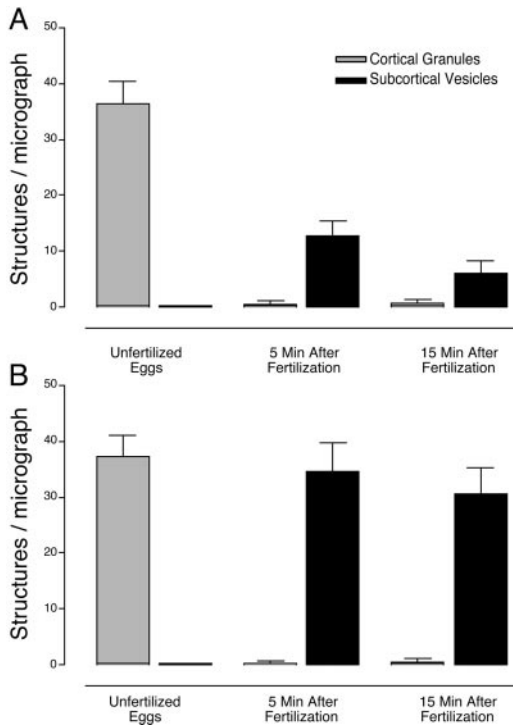 A
Structures / micrograph
50
40
30
20
10
0
Cortical Granules
Subcortical Vesicles
Unfertilized
Eggs
5 Min After
Fertilization
15 Min After
Fertilization
B
Structures / micrograph
50
40
30
20
10
0
Unfertilized
Eggs
5 Min After
Fertilization
15 Min After
Fertilization